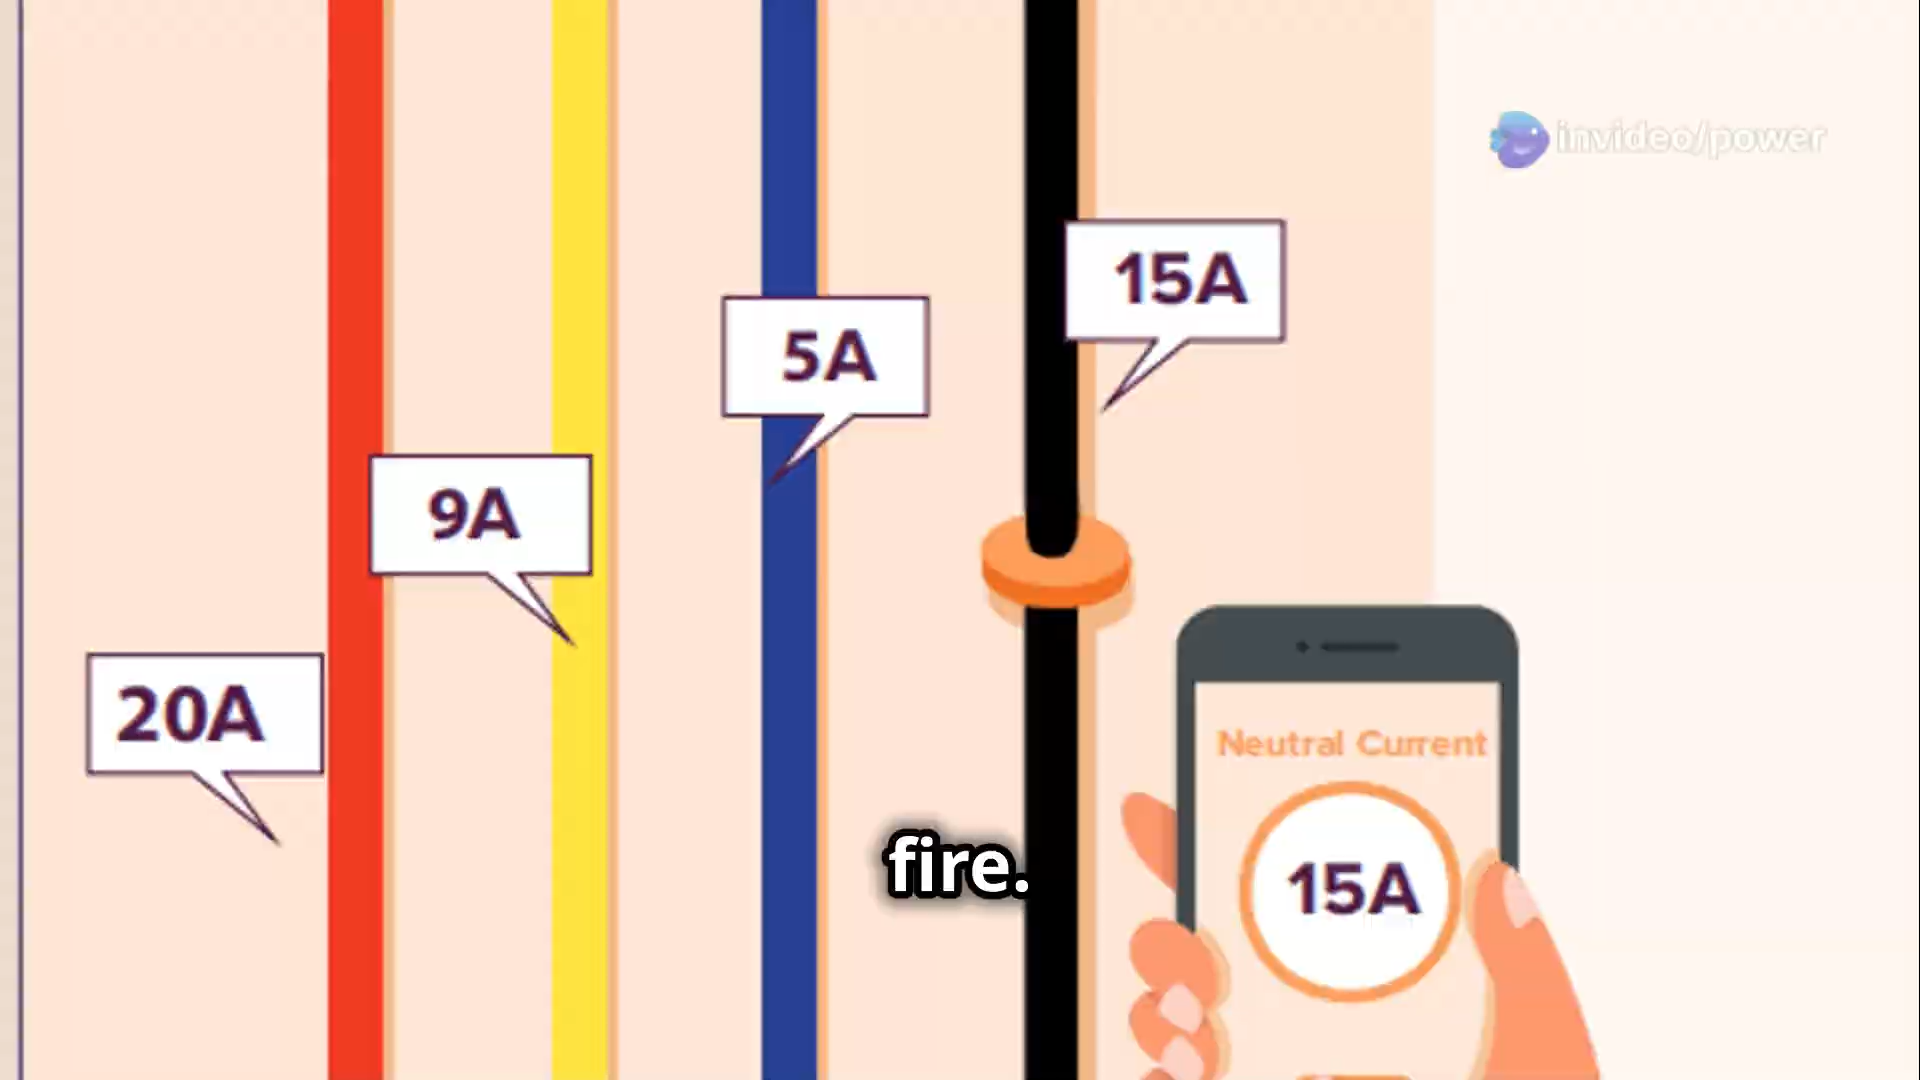 invideo/power
15A
5A
9A
20A
Neutral Current
15A
fire.